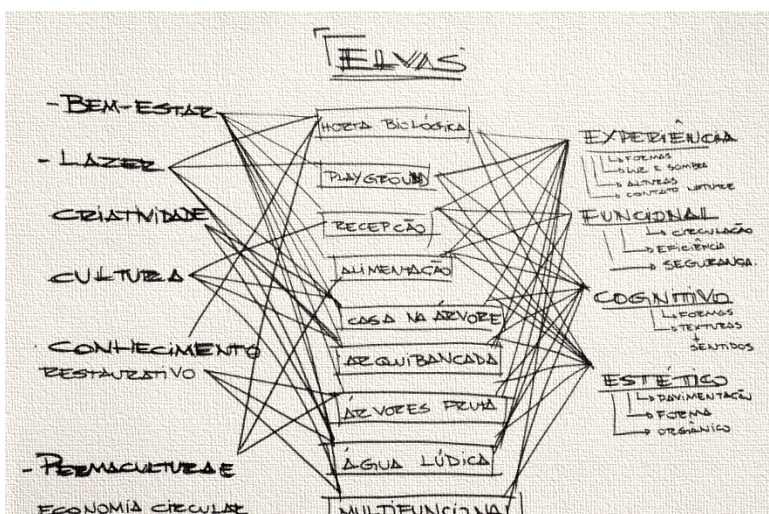 ELVAS
- BEM-ESTAR
- LAZER
CRIATIVIDADE
CULTURA
CONHECIMENTO
RESTAURATIVO
- PERMACULTURA E
ECONOMIA CIRCULAR
HORTA BIOLÓGICA
PLAYGROUND
RECEPÇÃO
ALIMENTAÇÃO
CASA NA ÁRVORE
ARQUIBANCADA
ÁRVORES FRUTA
ÁGUA LÚDICA
MULTIFUNCIONAL
EXPERIÊNCIA
FORMAS
LUZ E SOMBRA
ALTURAS
CONTATO
FUNCIONAL
CIRCULAÇÃO
EFICIÊNCIA
SEGURANÇA.
COGNITIVO
FORMAS
TEXTURAS
+
SENTIDOS
ESTÉTICO
PAVIMENTAÇÃO
FORMA
ORGÂNICO